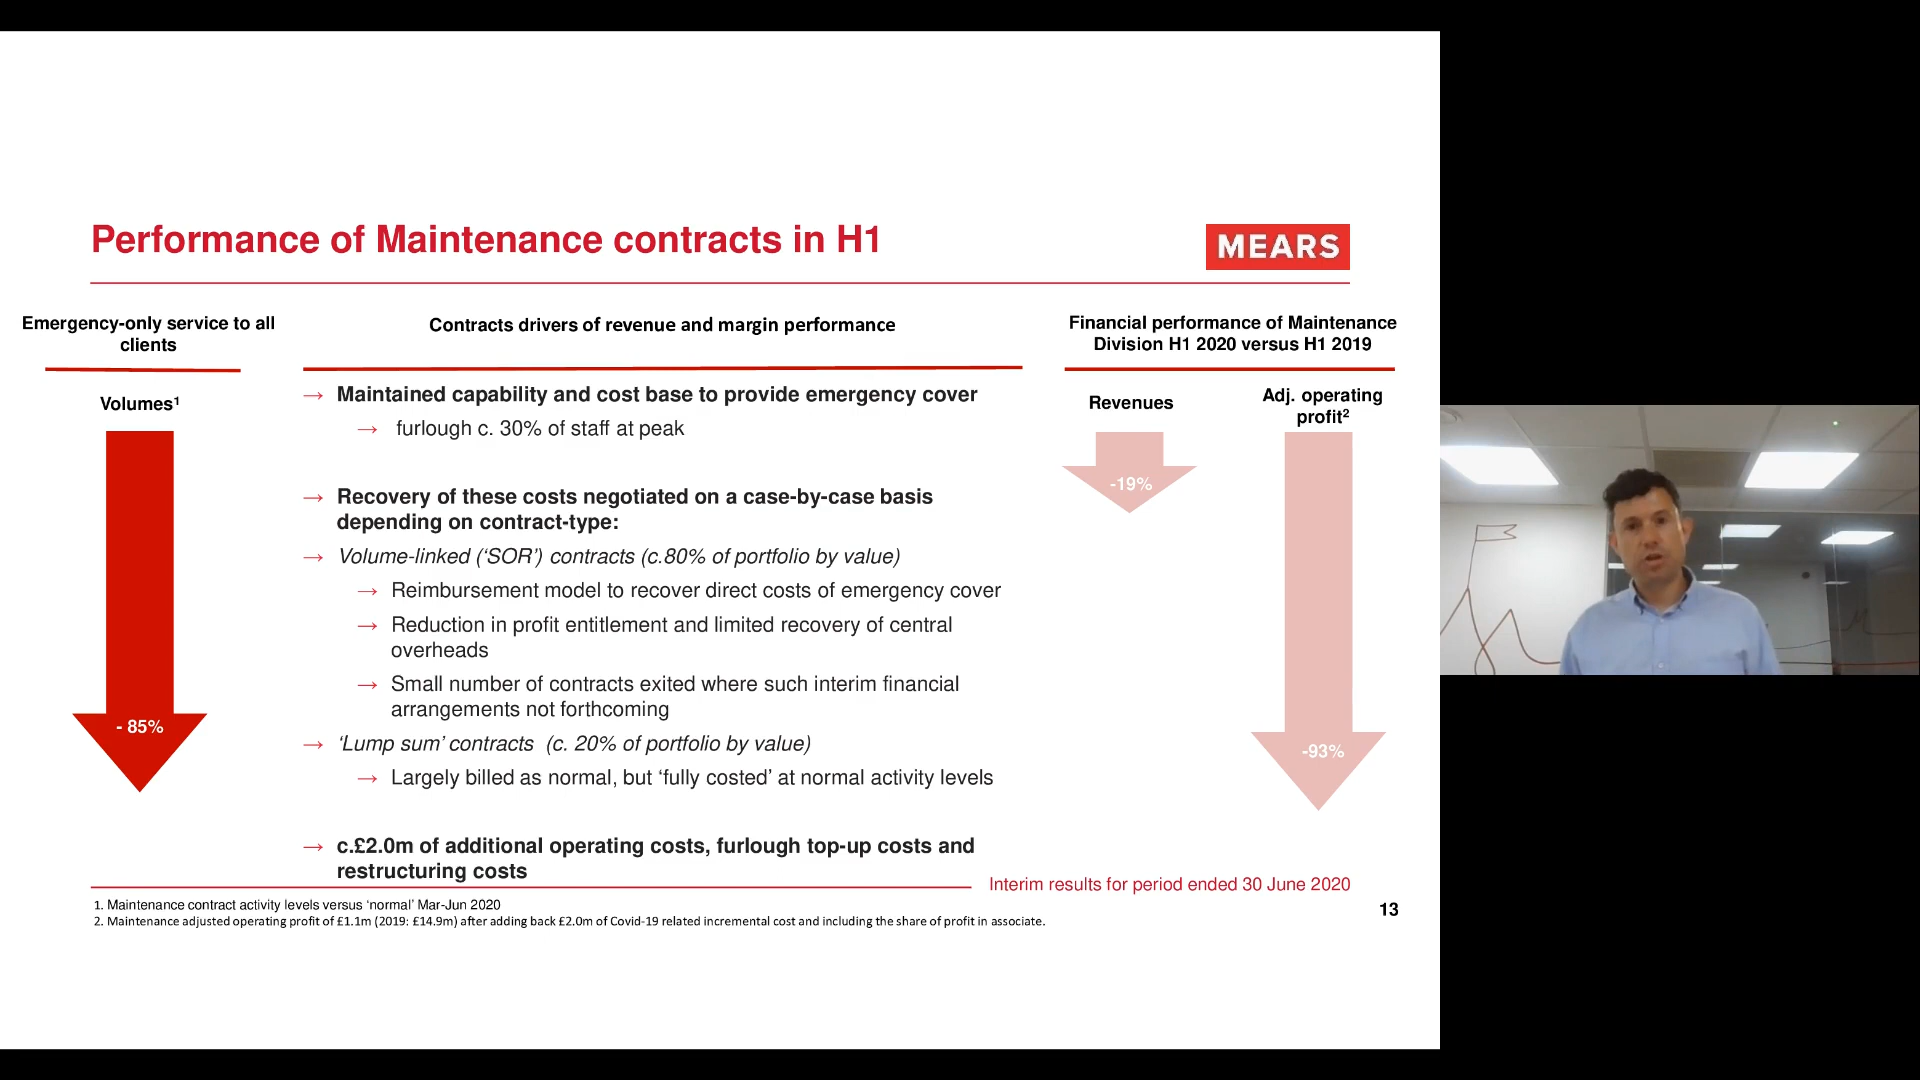 Performance of Maintenance contracts in H1
MEARS
Emergency-only service to all
clients
Volumes¹
- 85%
Contracts drivers of revenue and margin performance
→ Maintained capability and cost base to provide emergency cover
→ furlough c. 30% of staff at peak
→ Recovery of these costs negotiated on a case-by-case basis
depending on contract-type:
→ Volume-linked (‘SOR’) contracts (c.80% of portfolio by value)
→ Reimbursement model to recover direct costs of emergency cover
→ Reduction in profit entitlement and limited recovery of central
overheads
→ Small number of contracts exited where such interim financial
arrangements not forthcoming
→ ‘Lump sum’ contracts (c. 20% of portfolio by value)
→ Largely billed as normal, but ‘fully costed’ at normal activity levels
→ c.£2.0m of additional operating costs, furlough top-up costs and
restructuring costs
Financial performance of Maintenance
Division H1 2020 versus H1 2019
Revenues
-19%
Adj. operating
profit²
-93%
Interim results for period ended 30 June 2020
1. Maintenance contract activity levels versus ‘normal’ Mar-Jun 2020
2. Maintenance adjusted operating profit of £1.1m (2019: £14.9m) after adding back £2.0m of Covid-19 related incremental cost and including the share of profit in associate.
13